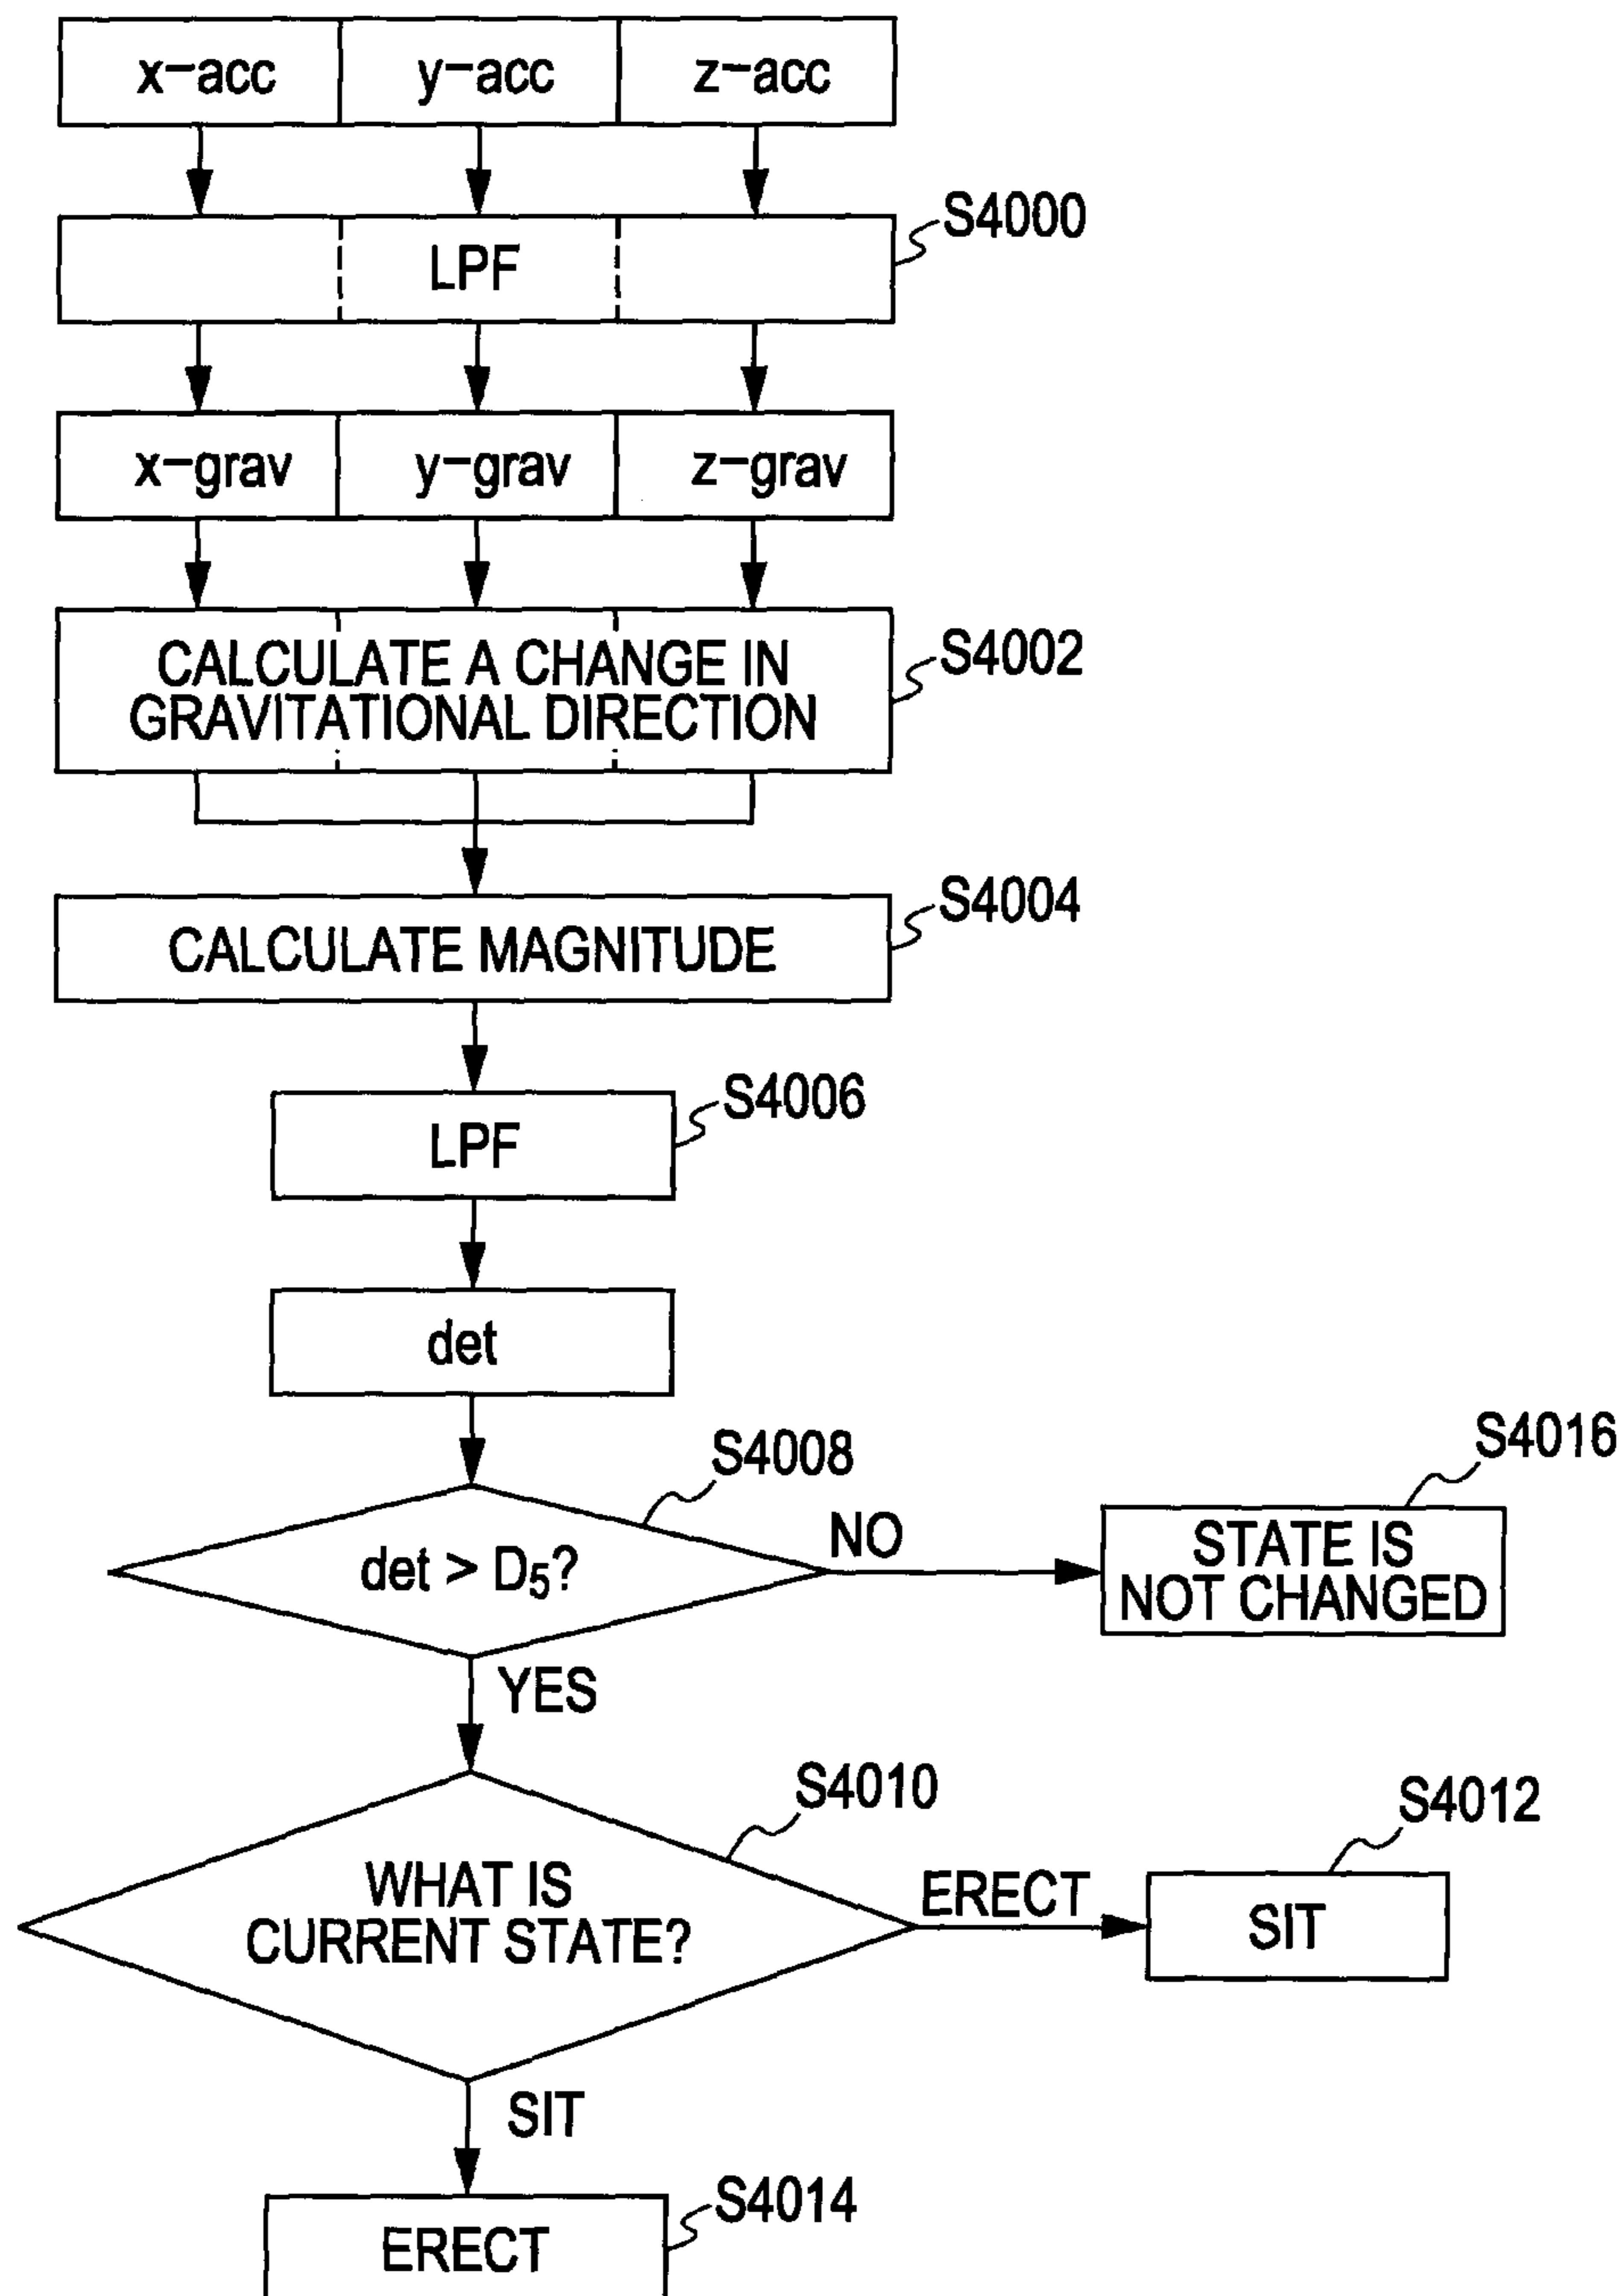 x-acc y-acc z-acc
S4000
LPF
x-grav y-grav z-grav
S4002
CALCULATE A CHANGE IN
GRAVITATIONAL DIRECTION
S4004
CALCULATE MAGNITUDE
S4006
LPF
det
S4008
S4016
det > D5?
NO
STATE IS
NOT CHANGED
YES
S4010
S4012
WHAT IS
CURRENT STATE?
ERECT
SIT
SIT
S4014
ERECT